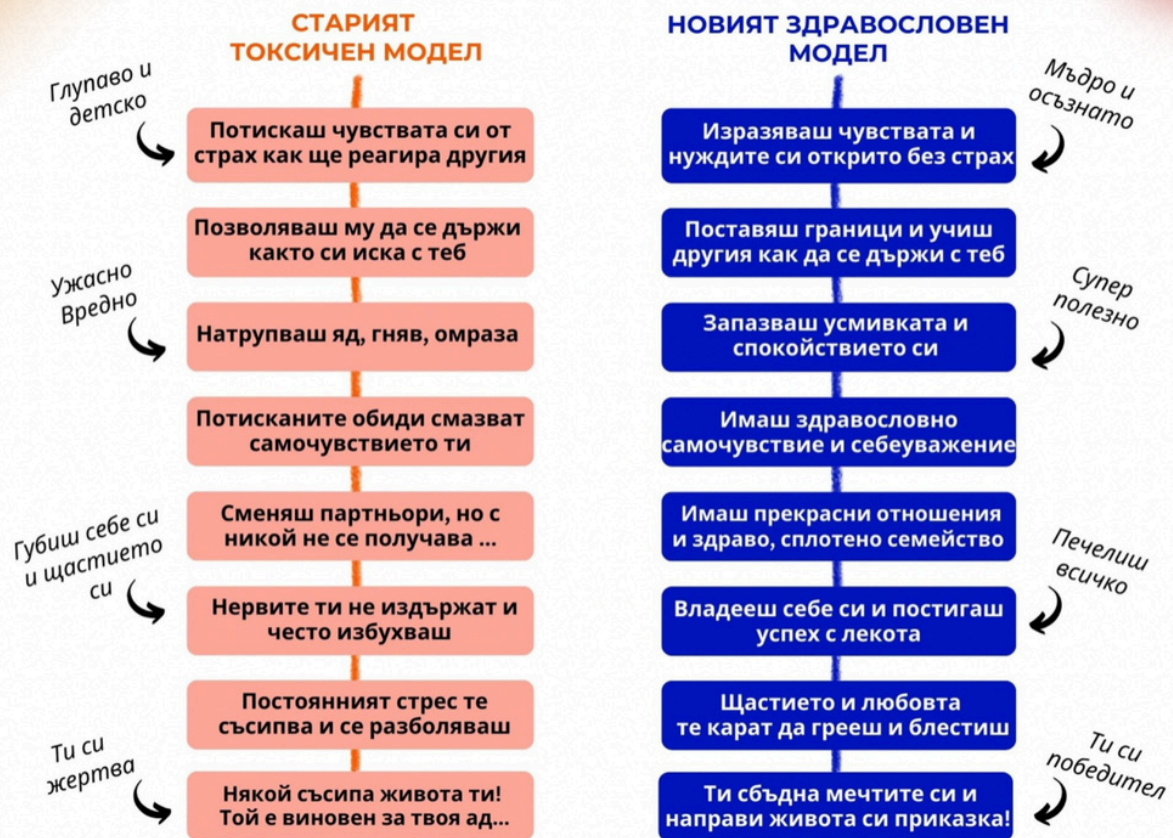 СТАРИЯТ
ТОКСИЧЕН МОДЕЛ
Глупаво и
детско
Потискаш чувствата си от
страх как ще реагира другия
Позволяваш му да се държи
както си иска с теб
Ужасно
Вредно
Натрупваш яд, гняв, омраза
Потисканите обиди смазват
самочувствието ти
Сменяш партньори, но с
никой не се получава ...
Губиш себе си
и щастието
си
Нервите ти не издържат и
често избухваш
Постоянният стрес те
съсипва и се разболяваш
Ти си
жертва
Някой съсипа живота ти!
Той е виновен за твоя ад...
НОВИЯТ ЗДРАВОСЛОВЕН
МОДЕЛ
Мъдро и
осъзнато
Изразяваш чувствата и
нуждите си открито без страх
Поставяш граници и учиш
другия как да се държи с теб
Супер
полезно
Запазваш усмивката и
спокойствието си
Имаш здравословно
самочувствие и себеуважение
Имаш прекрасни отношения
и здраво, сплотено семейство
Печелиш
всичко
Владееш себе си и постигаш
успех с лекота
Щастието и любовта
те карат да грееш и блестиш
Ти си
победител
Ти сбъдна мечтите си и
направи живота си приказка!